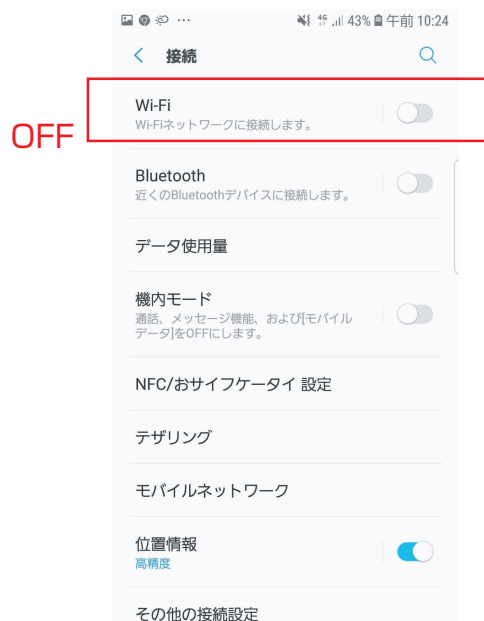 43% 午前 10:24
接続
OFF
Wi-Fi
Wi-Fiネットワークに接続します。
Bluetooth
近くのBluetoothデバイスに接続します。
データ使用量
機内モード
通話、メッセージ機能、および[モバイル
データ]をOFFにします。
NFC/おサイフケータイ 設定
テザリング
モバイルネットワーク
位置情報
高精度
その他の接続設定